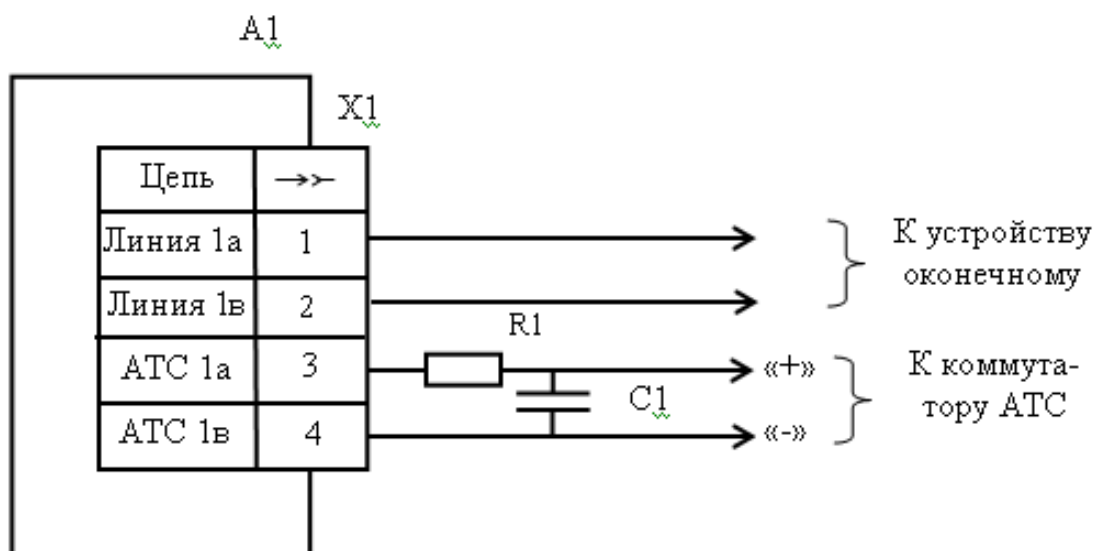 A1
X1
Цепь
Линия 1а 1
Линия 1в 2
АТС 1а 3
АТС 1в 4
R1
C1
«+»
«-»
К устройству
оконечному
К коммута-
тору АТС